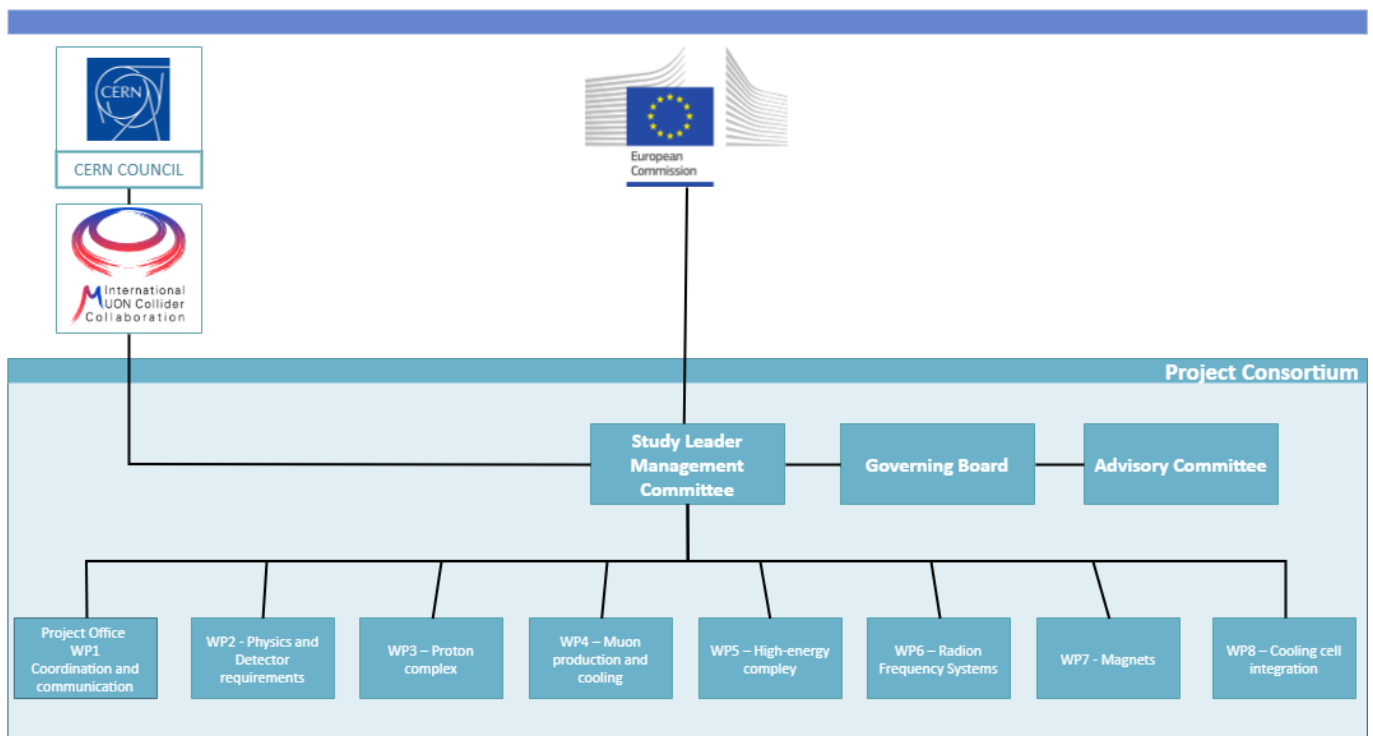 CERN
CERN COUNCIL
European
Commission
International
MUON Collider
Collaboration
Project Consortium
Study Leader
Management
Committee
Governing Board
Advisory Committee
Project Office
WP1
Coordination and
communication
WP2 - Physics and
Detector
requirements
WP3 – Proton
complex
WP4 – Muon
production and
cooling
WP5 – High-energy
compley
WP6 – Radion
Frequency Systems
WP7 - Magnets
WP8 – Cooling cell
integration